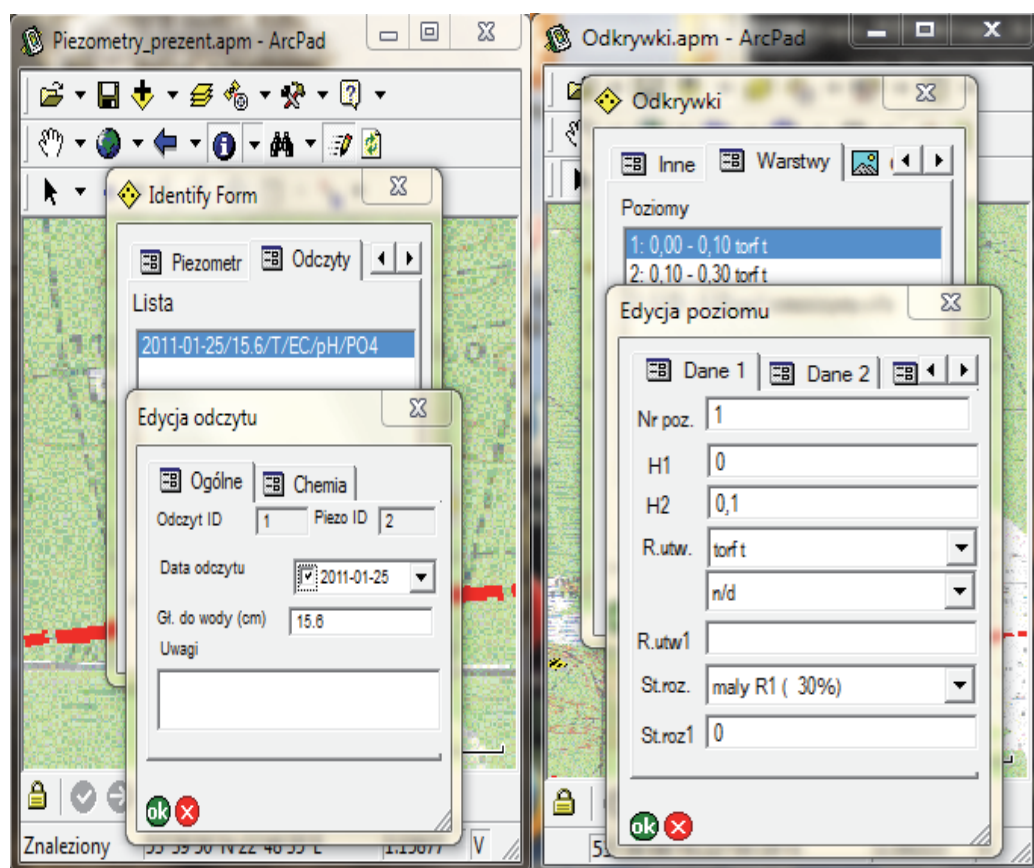 Piezometry_prezent.apm - ArcPad
Identify Form
Piezometr Odczyty
Lista
2011-01-25/15.6/T/EC/pH/PO4
Edycja odczytu
Ogólne Chemia
Odczyt ID 1 Piezo ID 2
Data odczytu 2011-01-25
Gł. do wody (cm) 15.6
Uwagi
ok
Znaleziony V
Odkrywki.apm - ArcPad
Odkrywki
Inne Warstwy
Poziomy
1: 0,00 - 0,10 torf t
2: 0,10 - 0,30 torf t
Edycja poziomu
Dane 1 Dane 2
Nr poz. 1
H1 0
H2 0,1
R.utw. torf t
n/d
R.utw1
St.roz. maly R1 ( 30%)
St.roz1 0
ok